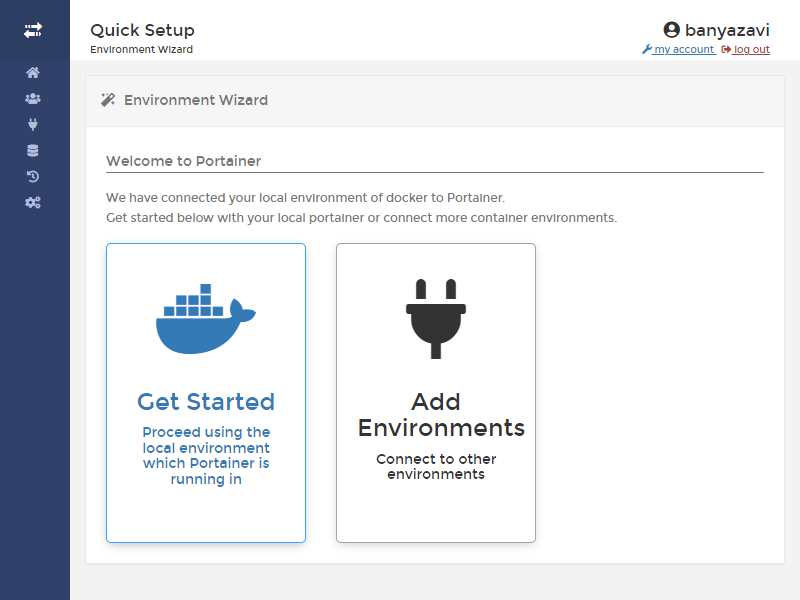 Quick Setup
Environment Wizard
banyazavi
my account
log out
Environment Wizard
Welcome to Portainer
We have connected your local environment of docker to Portainer.
Get started below with your local portainer or connect more container environments.
Get Started
Proceed using the
local environment
which Portainer is
running in
Add
Environments
Connect to other
environments